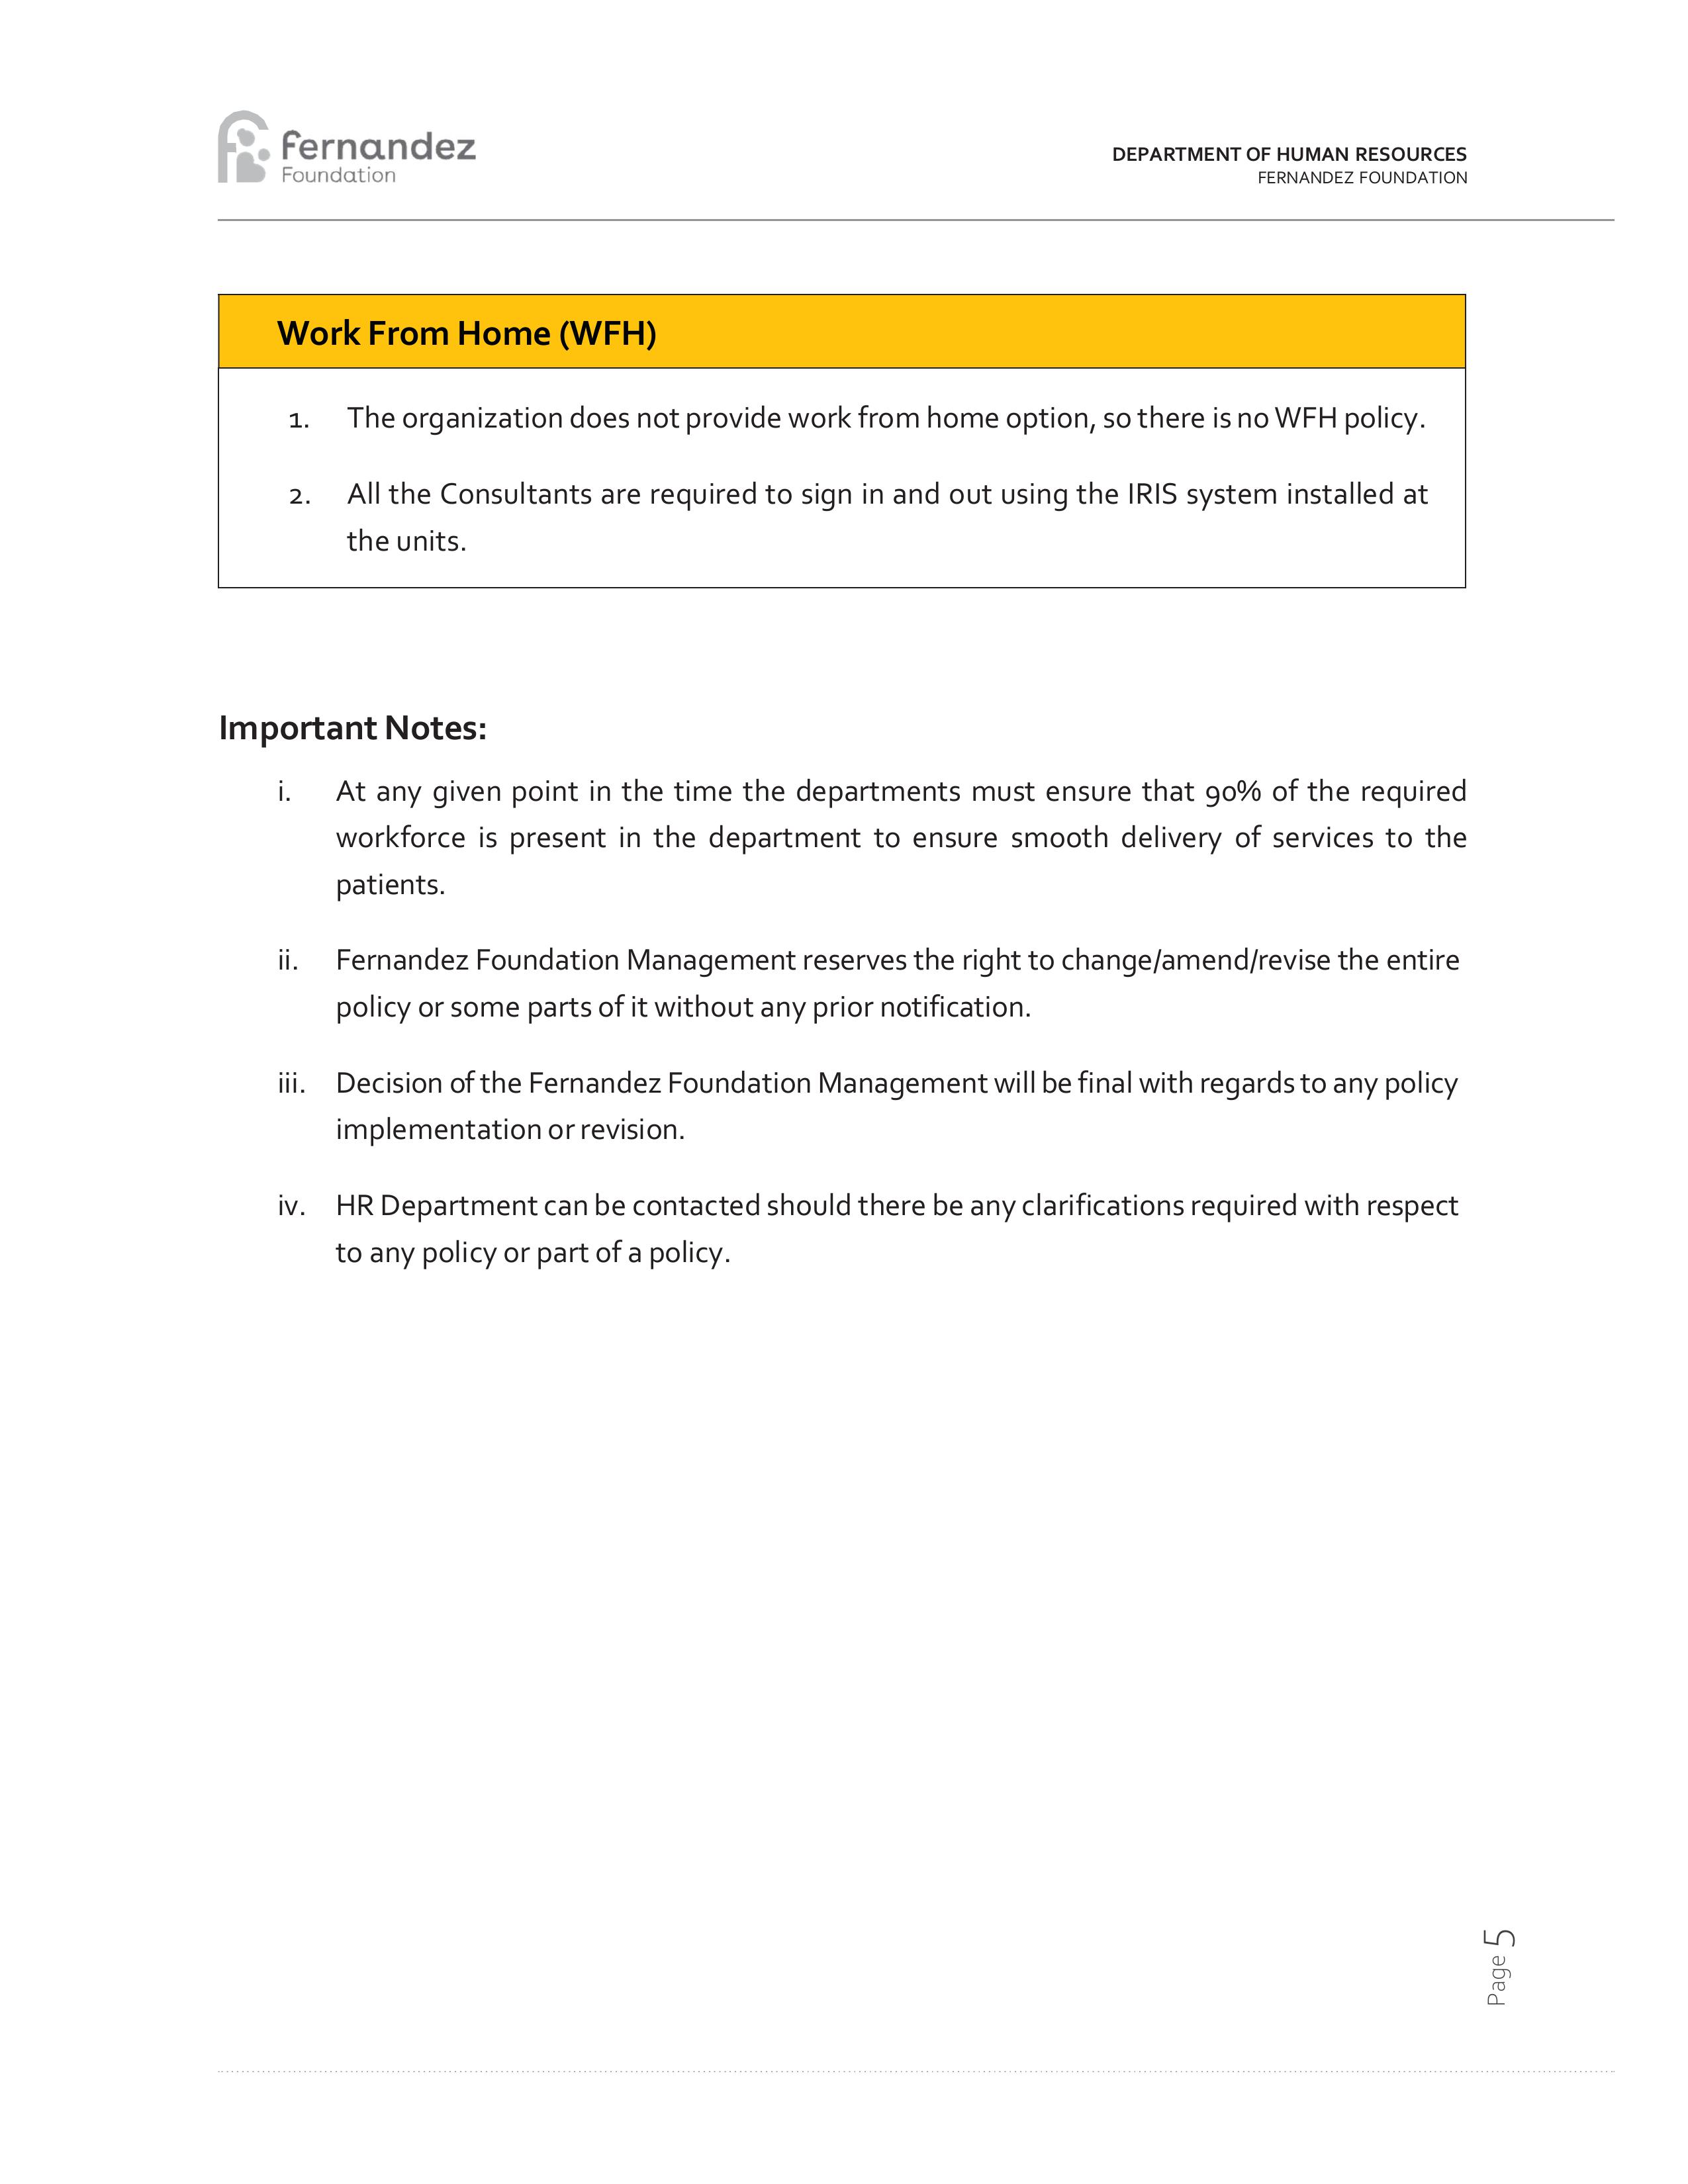 fernandez
Foundation
DEPARTMENT OF HUMAN RESOURCES
FERNANDEZ FOUNDATION
Work From Home (WFH)
1. The organization does not provide work from home option, so there is no WFH policy.
2. All the Consultants are required to sign in and out using the IRIS system installed at
the units.
Important Notes:
i. At any given point in the time the departments must ensure that 90% of the required
workforce is present in the department to ensure smooth delivery of services to the
patients.
ii. Fernandez Foundation Management reserves the right to change/amend/revise the entire
policy or some parts of it without any prior notification.
iii. Decision of the Fernandez Foundation Management will be final with regards to any policy
implementation or revision.
iv. HR Department can be contacted should there be any clarifications required with respect
to any policy or part of a policy.
Page 5